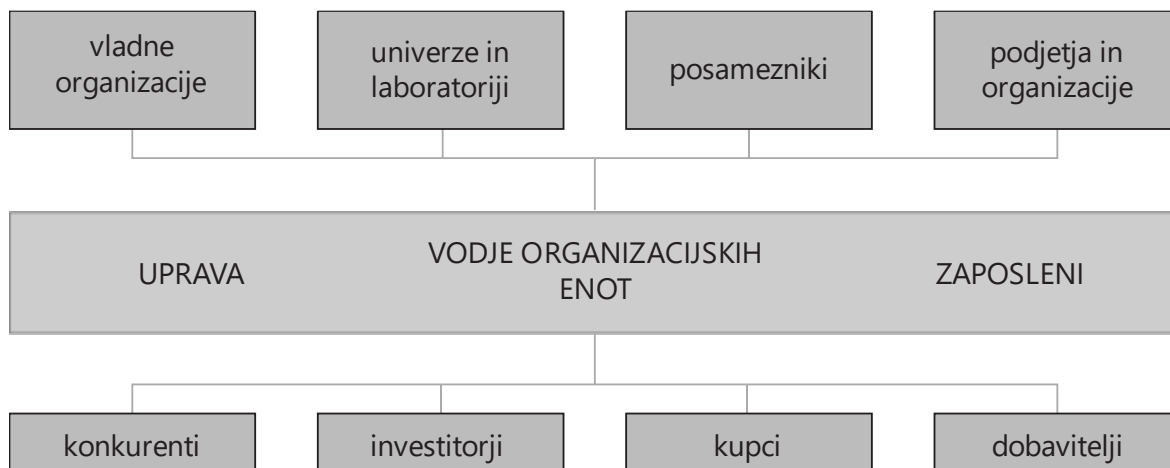 vladne
organizacije
univerze in
laboratoriji
posamezniki
podjetja in
organizacije
UPRAVA
VODJE ORGANIZACIJSKIH
ENOT
ZAPOSLENI
konkurenti
investitorji
kupci
dobavitelji